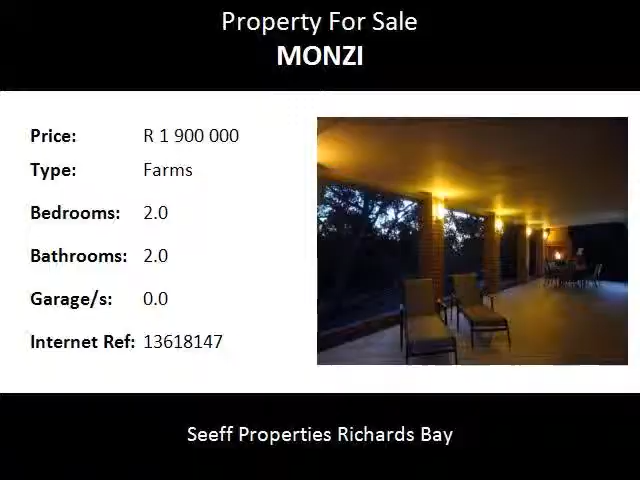 Property For Sale
MONZI
Price: R 1 900 000
Type: Farms
Bedrooms: 2.0
Bathrooms: 2.0
Garage/s: 0.0
Internet Ref: 13618147
Seeff Properties Richards Bay